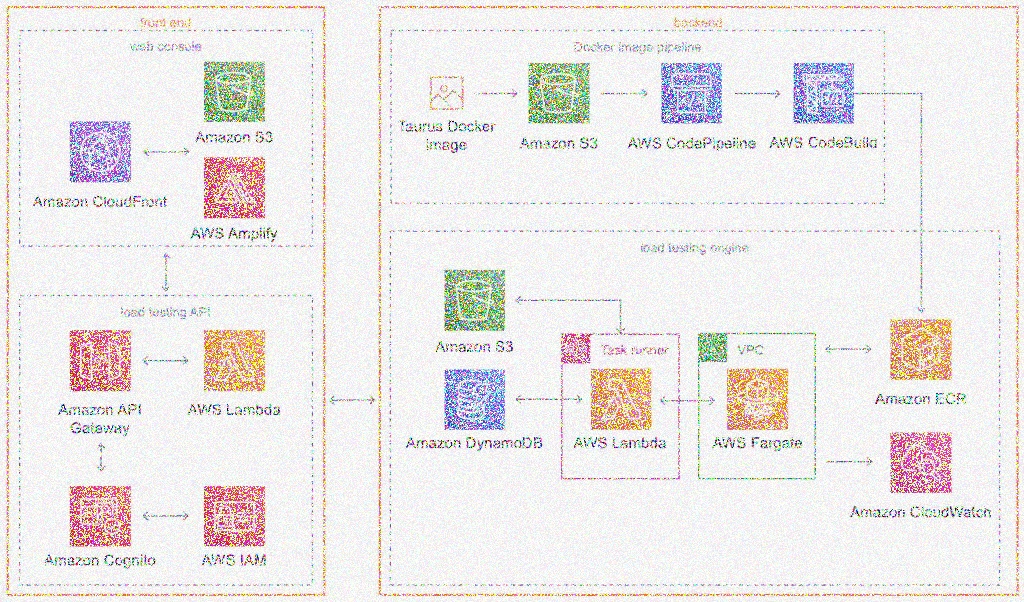 front end
web console
Amazon S3
Amazon CloudFront
AWS Amplify
load testing API
Amazon API
Gateway
AWS Lambda
Amazon Cognito
AWS IAM
backend
Docker image pipeline
Taurus Docker
Image
Amazon S3
AWS CodePipeline
AWS CodeBuild
load testing engine
Amazon S3
Task runner
VPC
Amazon DynamoDB
AWS Lambda
AWS Fargate
Amazon ECR
Amazon CloudWatch